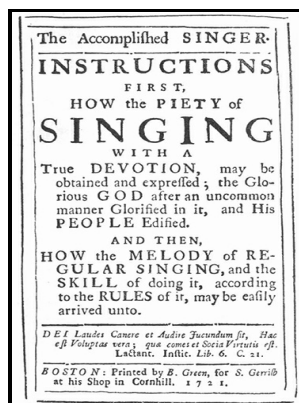 The Accompliſhed SINGER.
INSTRUCTIONS
FIRST,
HOW the PIETY of
SINGING
WITH A
True DEVOTION, may be
obtained and expreſſed; the Glo-
rious GOD after an uncommon
manner Glorified in it, and His
PEOPLE Edified.
AND THEN,
HOW the MELODY of RE-
GULAR SINGING, and the
SKILL of doing it, according
to the RULES of it, may be eaſily
arrived unto.
DEI Laudes Canere et Audire Jucundum ſit, Hæc
eſt Voluptas vera; quæ comes et Socia Virtutis eſt.
Lactant. Inſtit. Lib. 6. C. 21.
BOSTON: Printed by B. Green, for S. Gerriſh
at his Shop in Cornhill. 1721.